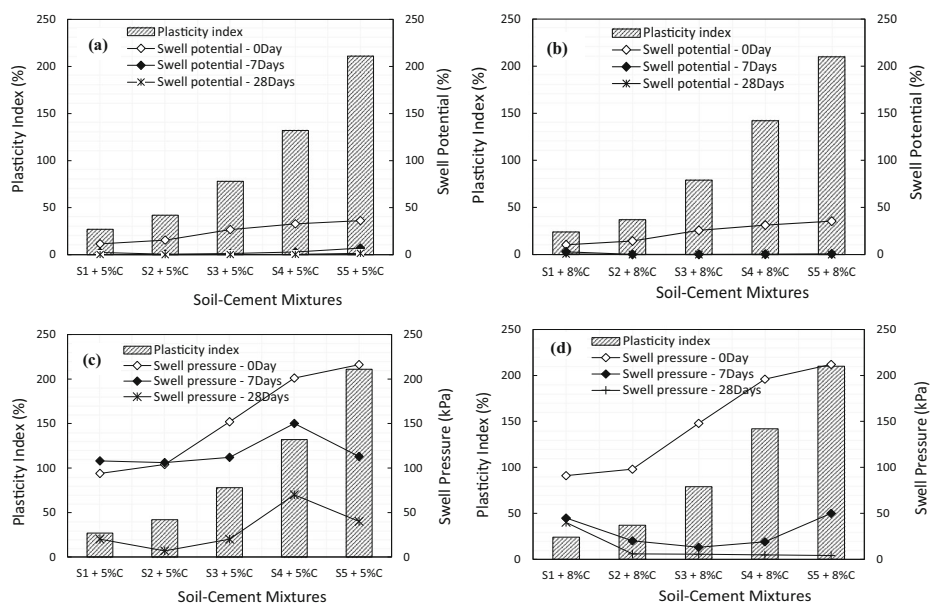 (a)
Plasticity index
Swell potential - 0Day
Swell potential -7Days
Swell potential - 28Days
Plasticity Index (%)
250
200
150
100
50
0
250
200
150
100
50
0
Swell Potential (%)
S1 + 5%C S2 + 5%C S3 + 5%C S4 + 5%C S5 + 5%C
Soil-Cement Mixtures
(b)
Plasticity index
Swell potential - 0Day
Swell potential - 7Days
Swell potential - 28Days
Plasticity Index (%)
250
200
150
100
50
0
250
200
150
100
50
0
Swell Potential (%)
S1 + 8%C S2 + 8%C S3 + 8%C S4 + 8%C S5 + 8%C
Soil-Cement Mixtures
(c)
Plasticity index
Swell pressure - 0Day
Swell pressure - 7Days
Swell pressure - 28Days
Plasticity Index (%)
250
200
150
100
50
0
250
200
150
100
50
0
Swell Pressure (kPa)
S1 + 5%C S2 + 5%C S3 + 5%C S4 + 5%C S5 + 5%C
Soil-Cement Mixtures
(d)
Plasticity index
Swell pressure - 0Day
Swell pressure - 7Days
Swell pressure - 28Days
Plasticity Index (%)
250
200
150
100
50
0
250
200
150
100
50
0
Swell Pressure (kPa)
S1 + 8%C S2 + 8%C S3 + 8%C S4 + 8%C S5 + 8%C
Soil-Cement Mixtures